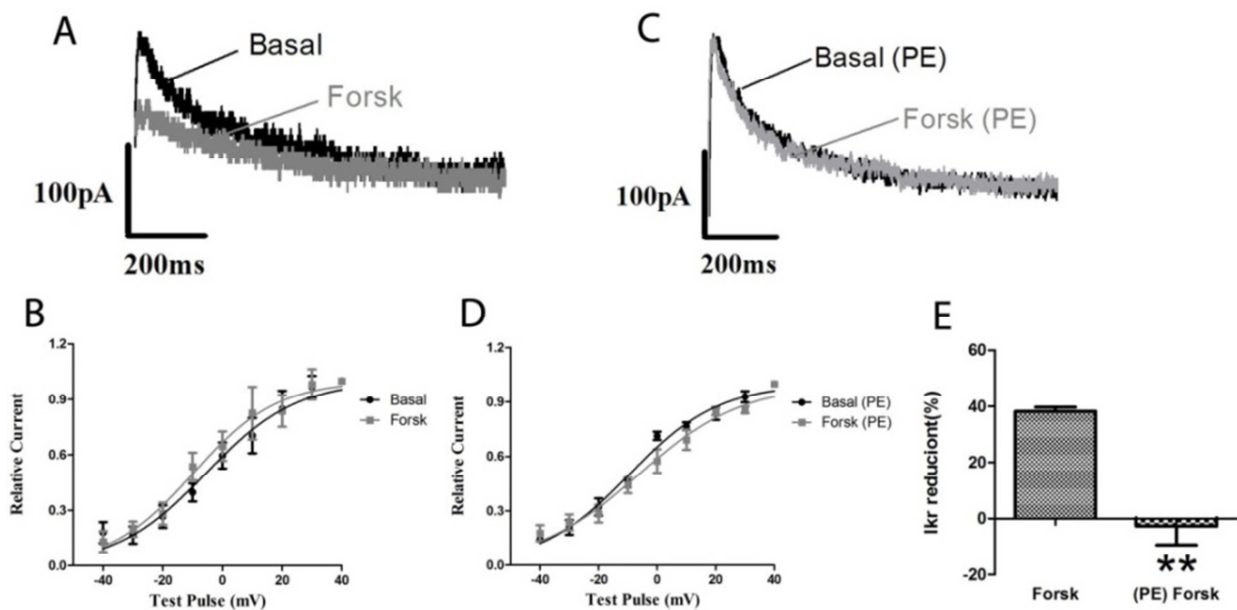 A
Basal
Forsk
100pA
200ms
C
Basal (PE)
Forsk (PE)
100pA
200ms
B
1.2
0.9
0.6
0.3
0.0
Relative Current
-40 -20 0 20 40
Test Pulse (mV)
Basal
Forsk
D
1.2
0.9
0.6
0.3
0.0
Relative Current
-40 -20 0 20 40
Test Pulse (mV)
Basal (PE)
Forsk (PE)
E
60
40
20
0
-20
Ikr reduciont(%)
**
Forsk (PE) Forsk